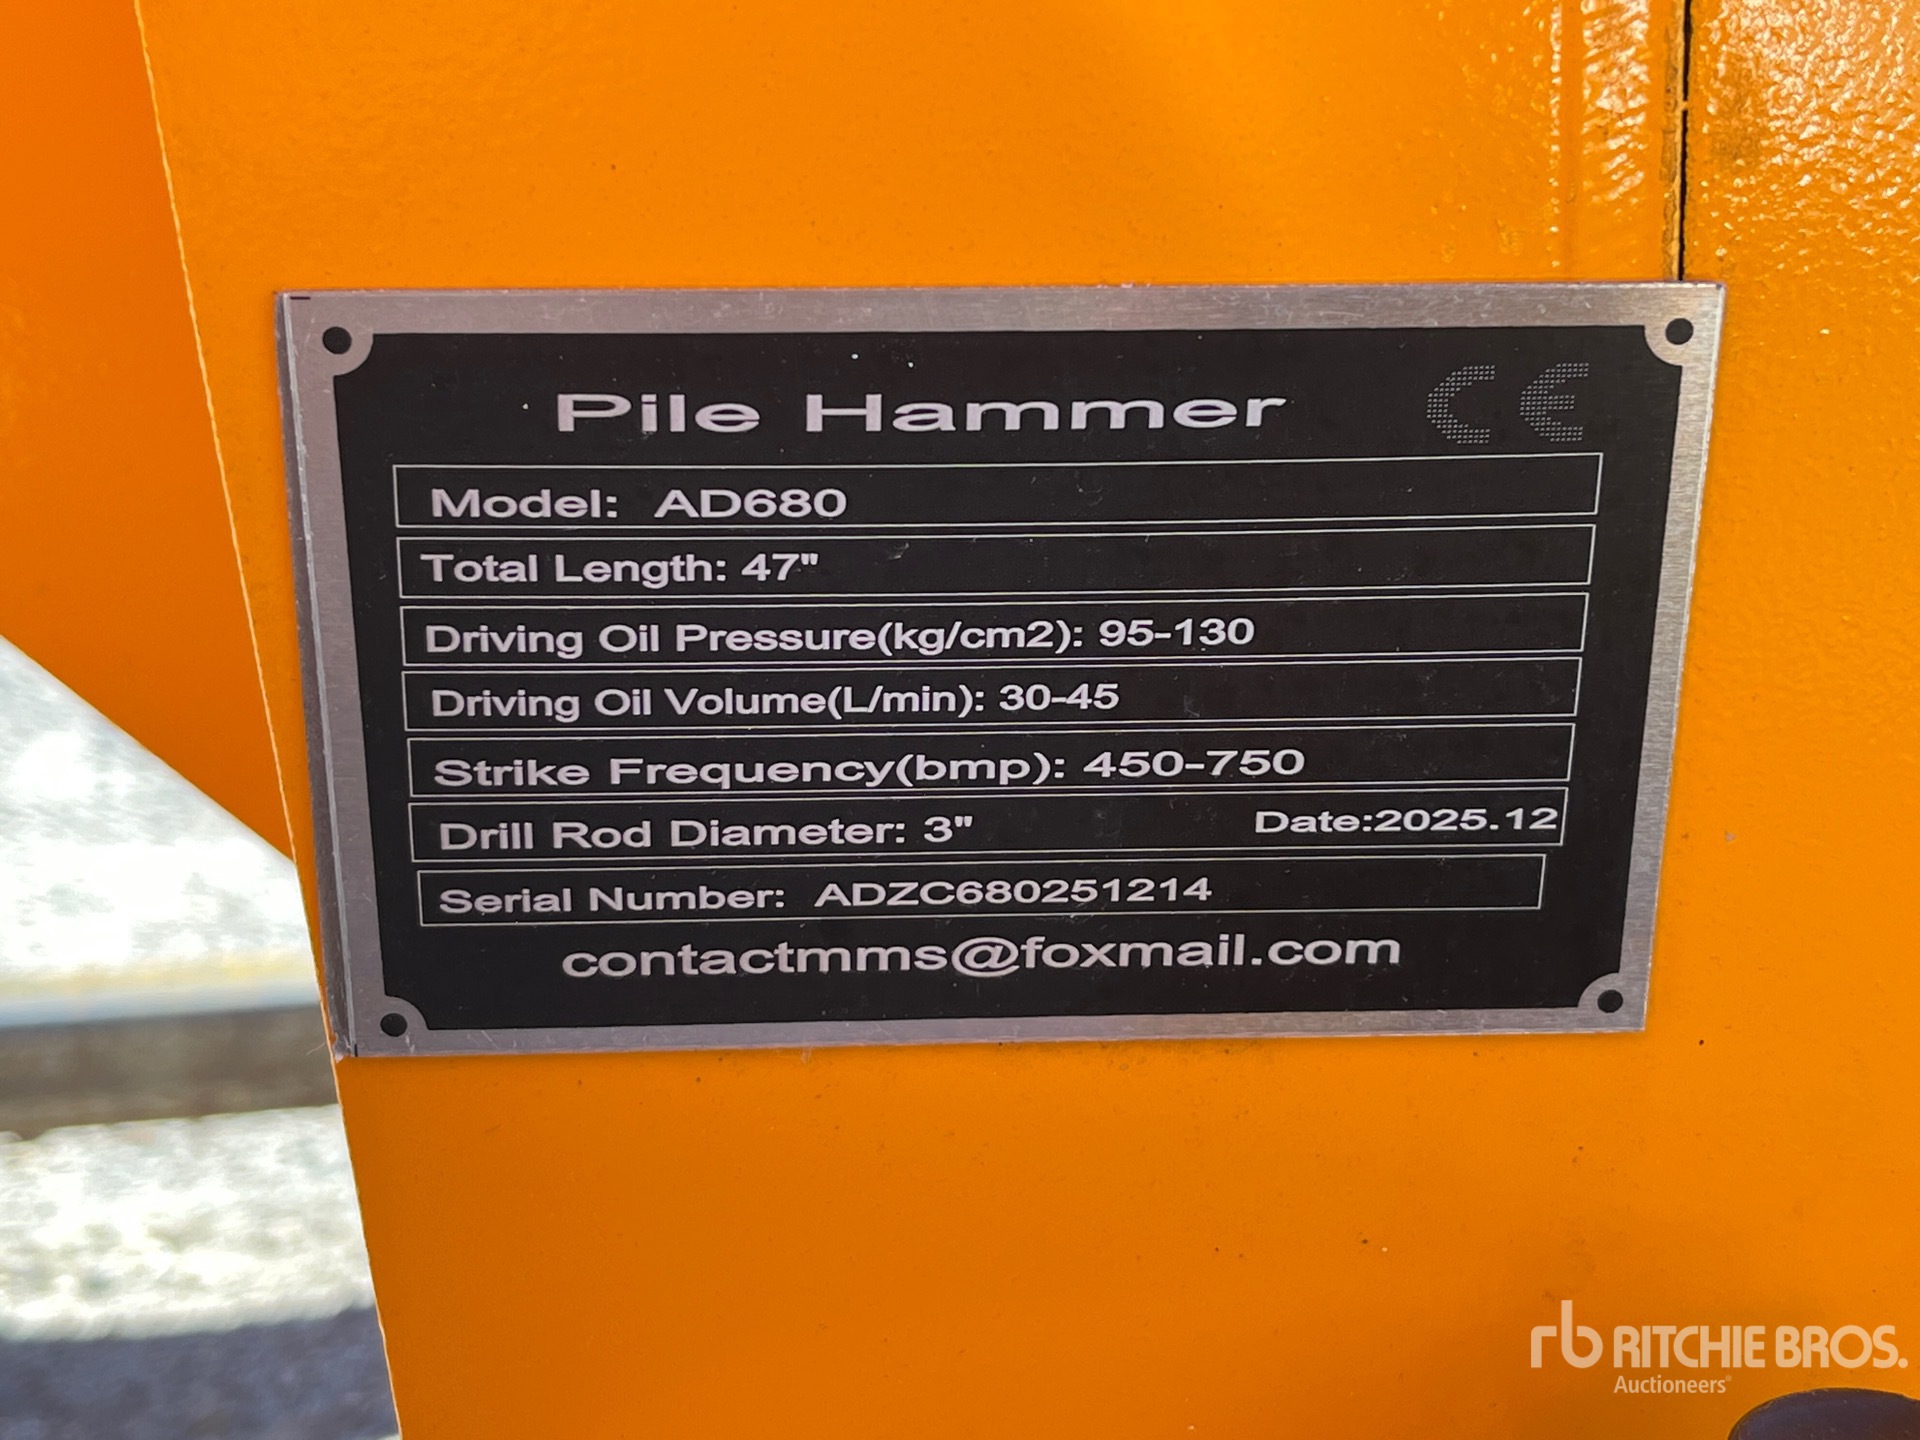 Pile Hammer CE
Model: AD680
Total Length: 47"
Driving Oil Pressure(kg/cm2): 95-130
Driving Oil Volume(L/min): 30-45
Strike Frequency(bmp): 450-750
Drill Rod Diameter: 3" Date:2025.12
Serial Number: ADZC680251214
contactmms@foxmail.com
rb RITCHIE BROS.
Auctioneers